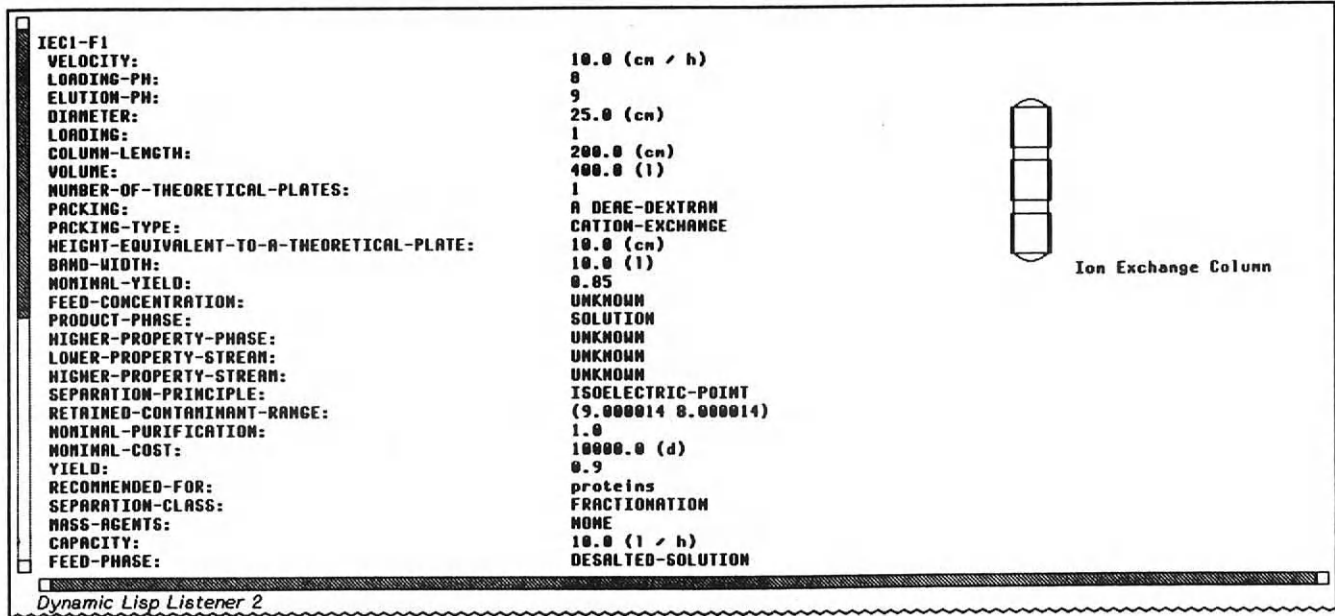 IEC1-F1
VELOCITY: 10.0 (cm / h)
LOADING-PH: 8
ELUTION-PH: 9
DIAMETER: 25.0 (cm)
LOADING: 1
COLUMN-LENGTH: 200.0 (cm)
VOLUME: 400.0 (l)
NUMBER-OF-THEORETICAL-PLATES: 1
PACKING: A DEAE-DEXTRAN
PACKING-TYPE: CATION-EXCHANGE
HEIGHT-EQUIVALENT-TO-A-THEORETICAL-PLATE: 10.0 (cm)
BAND-WIDTH: 10.0 (l)
Ion Exchange Column
NOMINAL-YIELD: 0.85
FEED-CONCENTRATION: UNKNOWN
PRODUCT-PHASE: SOLUTION
HIGHER-PROPERTY-PHASE: UNKNOWN
LOWER-PROPERTY-STREAM: UNKNOWN
HIGHER-PROPERTY-STREAM: UNKNOWN
SEPARATION-PRINCIPLE: ISOELECTRIC-POINT
RETAINED-CONTAMINANT-RANGE: (9.000014 8.000014)
NOMINAL-PURIFICATION: 1.0
NOMINAL-COST: 10000.0 (d)
YIELD: 0.9
RECOMMENDED-FOR: proteins
SEPARATION-CLASS: FRACTIONATION
MASS-AGENTS: NONE
CAPACITY: 10.0 (l / h)
FEED-PHASE: DESALTED-SOLUTION
Dynamic Lisp Listener 2